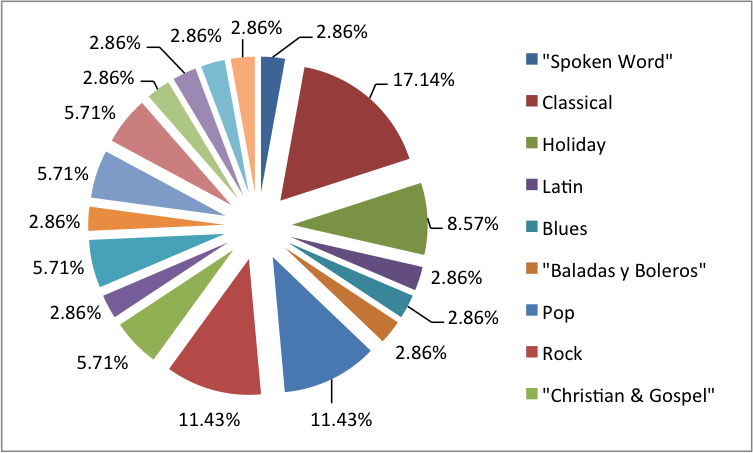 2.86%
17.14%
8.57%
2.86%
2.86%
2.86%
11.43%
11.43%
5.71%
2.86%
5.71%
2.86%
5.71%
5.71%
2.86%
2.86%
2.86%
2.86%
"Spoken Word"
Classical
Holiday
Latin
Blues
"Baladas y Boleros"
Pop
Rock
"Christian & Gospel"